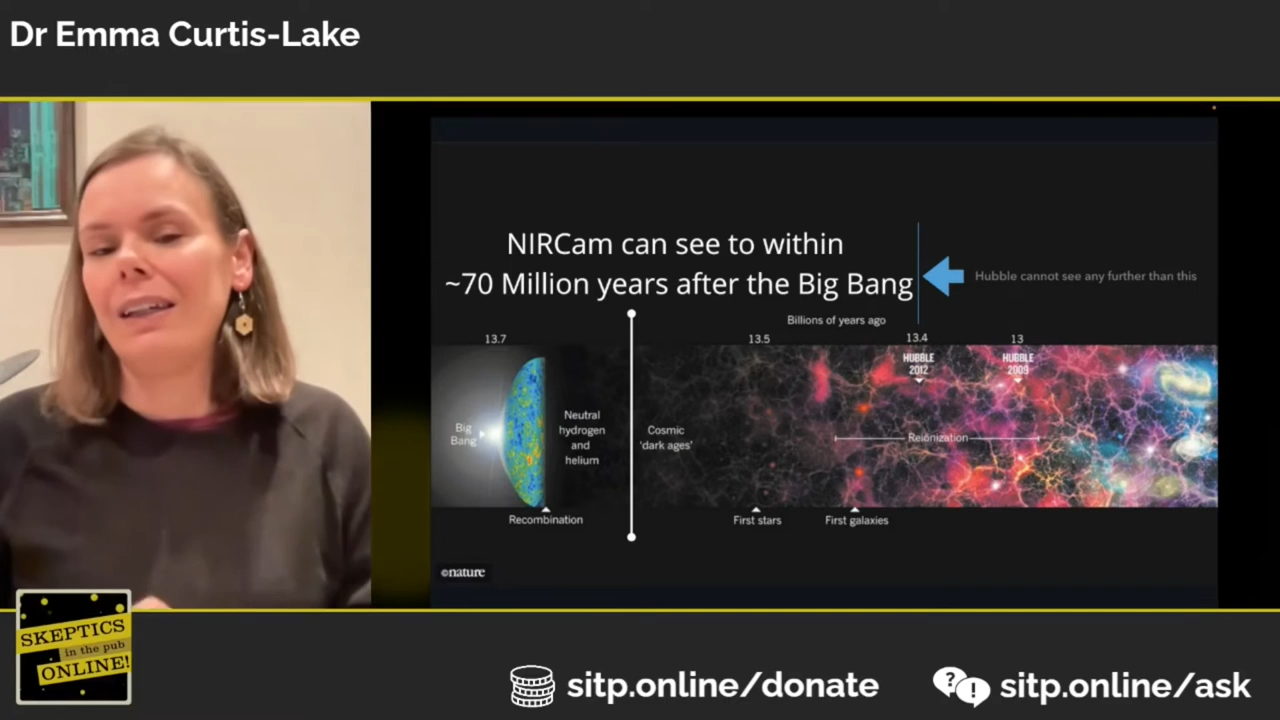 Dr Emma Curtis-Lake
NIRCam can see to within
~70 Million years after the Big Bang
Hubble cannot see any further than this
Billions of years ago
13.7
13.5
13.4
13
HUBBLE
2012
HUBBLE
2009
Big
Bang
Neutral
hydrogen
and
helium
Cosmic
'dark ages'
Reionization
Recombination
First stars
First galaxies
©nature
SKEPTICS
in the pub
ONLINE!
sitp.online/donate
? !
sitp.online/ask